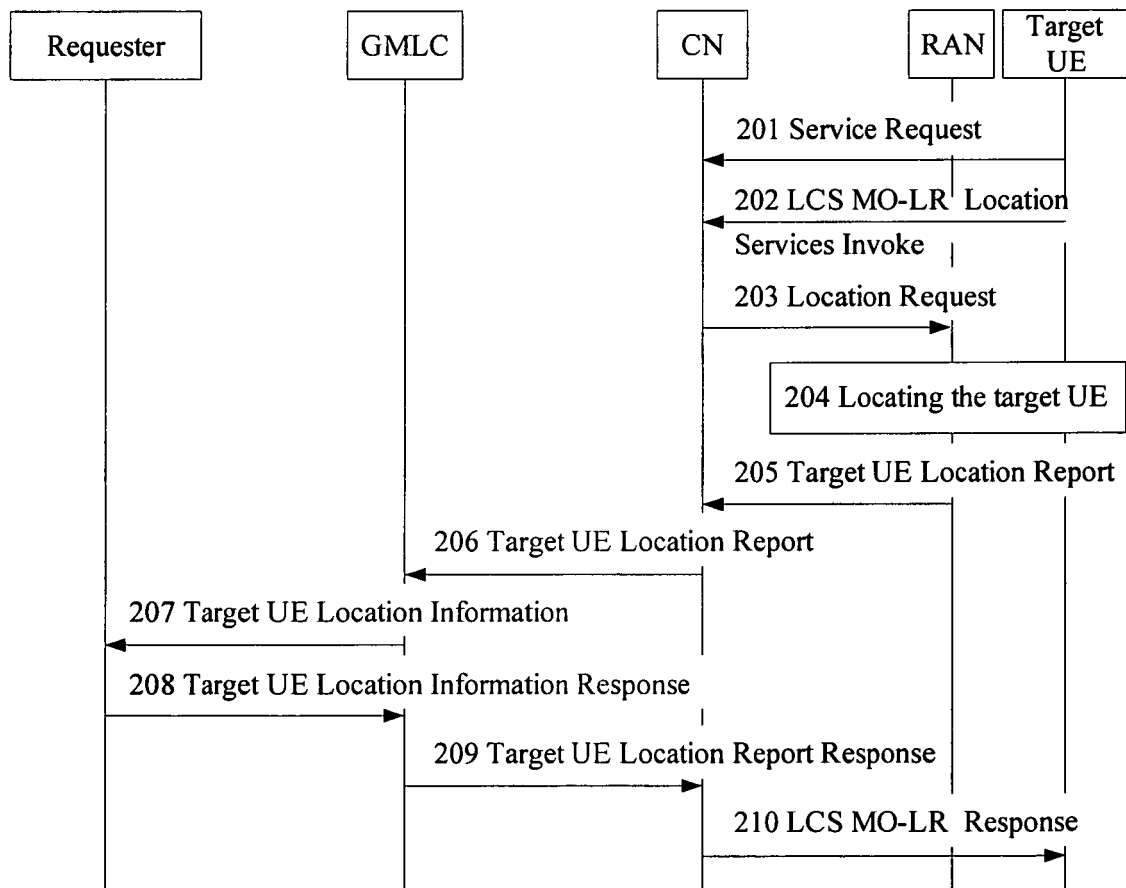 Requester
GMLC
CN
RAN
Target
UE
201 Service Request
202 LCS MO-LR Location
Services Invoke
203 Location Request
204 Locating the target UE
205 Target UE Location Report
206 Target UE Location Report
207 Target UE Location Information
208 Target UE Location Information Response
209 Target UE Location Report Response
210 LCS MO-LR Response